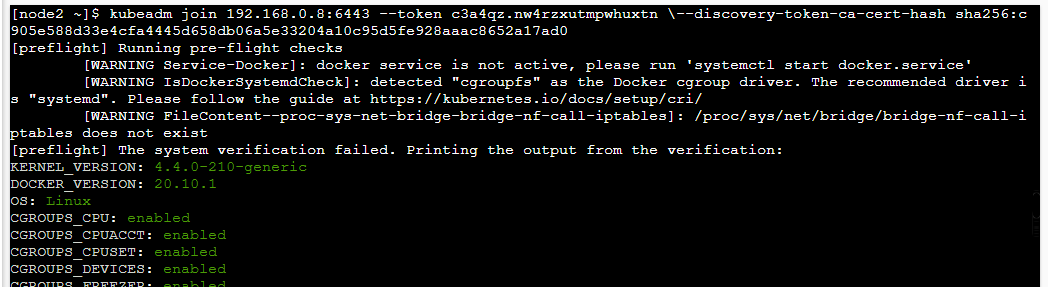 [node2 ~]$ kubeadm join 192.168.0.8:6443 --token c3a4qz.nw4rzxutmpwhuxtn \--discovery-token-ca-cert-hash sha256:c
905e588d33e4cfa4445d658db06a5e33204a10c95d5fe928aaac8652a17ad0
[preflight] Running pre-flight checks
[WARNING Service-Docker]: docker service is not active, please run 'systemctl start docker.service'
[WARNING IsDockerSystemdCheck]: detected "cgroupfs" as the Docker cgroup driver. The recommended driver i
s "systemd". Please follow the guide at https://kubernetes.io/docs/setup/cri/
[WARNING FileContent--proc-sys-net-bridge-bridge-nf-call-iptables]: /proc/sys/net/bridge/bridge-nf-call-i
ptables does not exist
[preflight] The system verification failed. Printing the output from the verification:
KERNEL_VERSION: 4.4.0-210-generic
DOCKER_VERSION: 20.10.1
OS: Linux
CGROUPS_CPU: enabled
CGROUPS_CPUACCT: enabled
CGROUPS_CPUSET: enabled
CGROUPS_DEVICES: enabled
CGROUPS_FREEZER: enabled